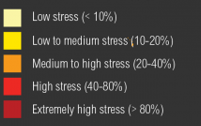 Low stress (< 10%)
Low to medium stress (10-20%)
Medium to high stress (20-40%)
High stress (40-80%)
Extremely high stress (> 80%)